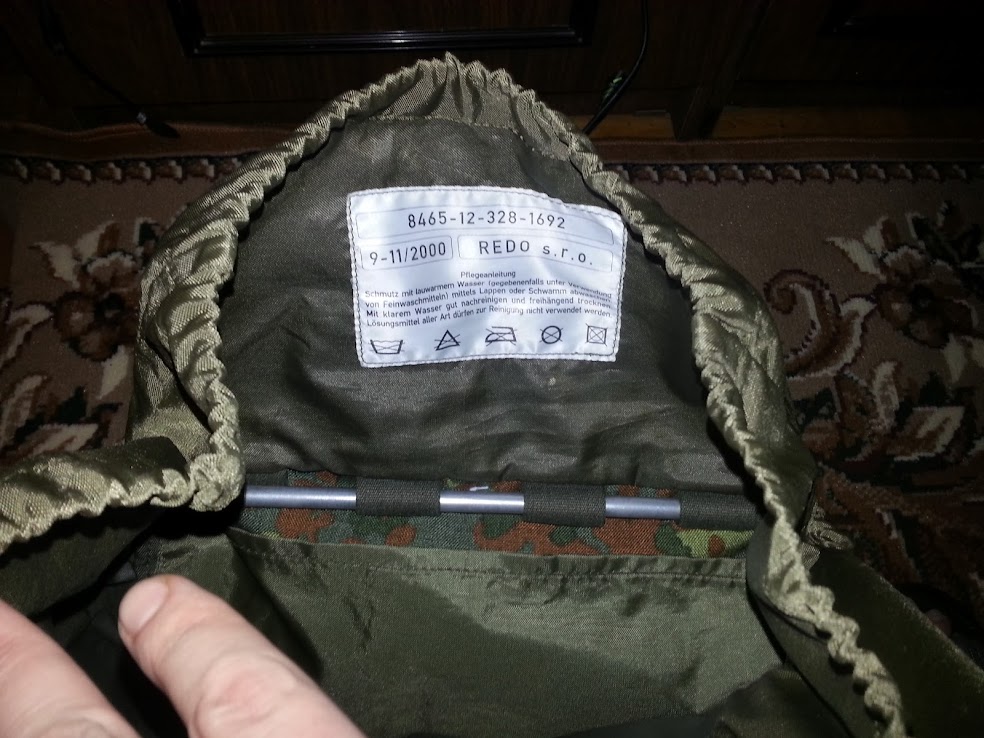 8465-12-328-1692
9-11/2000 REDO s.r.o.
Pflegeanleitung
Schmutz mit lauwarmem Wasser (gegebenenfalls unter Verwendung
von Feinwaschmitteln) mittels Lappen oder Schwamm abwaschen.
Mit klarem Wasser gut nachreinigen und freihängend trocknen.
Lösungsmittel aller Art dürfen zur Reinigung nicht verwendet werden.